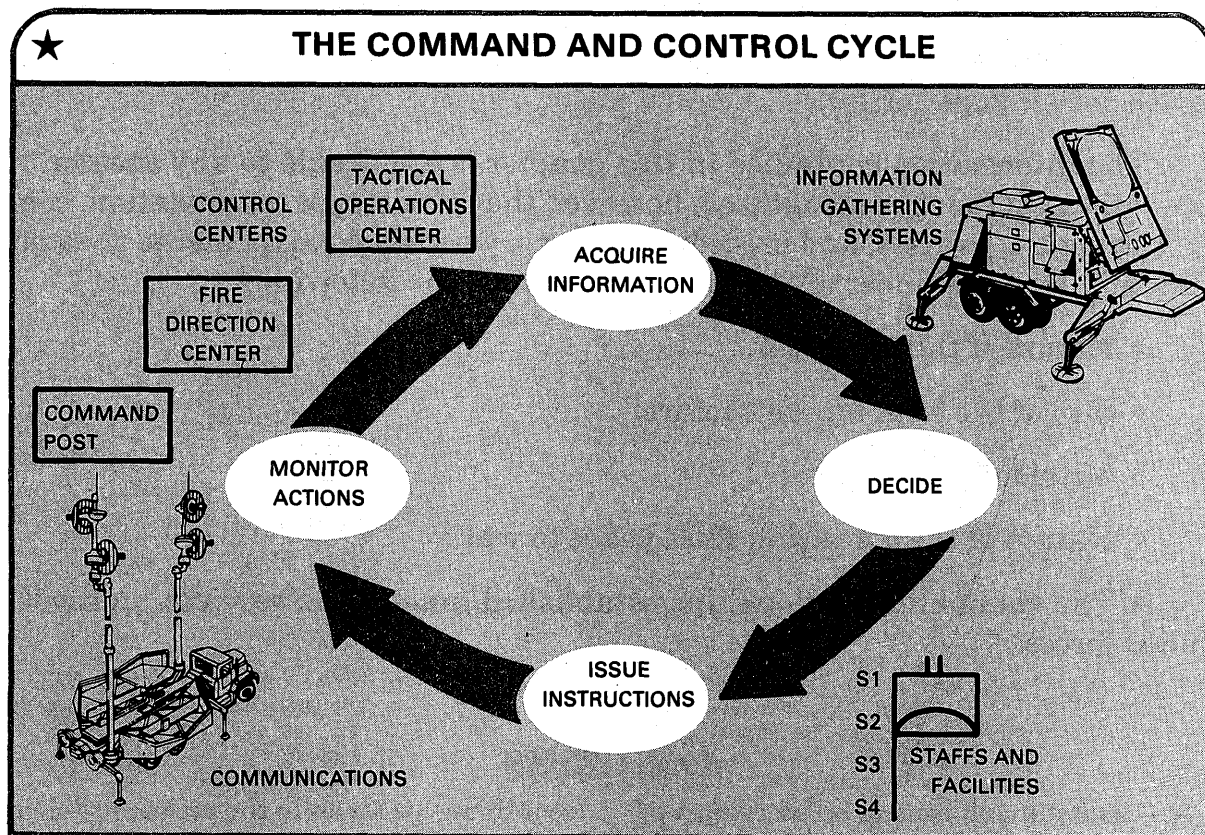 THE COMMAND AND CONTROL CYCLE
CONTROL
CENTERS
TACTICAL
OPERATIONS
CENTER
INFORMATION
GATHERING
SYSTEMS
ACQUIRE
INFORMATION
FIRE
DIRECTION
CENTER
COMMAND
POST
MONITOR
ACTIONS
DECIDE
ISSUE
INSTRUCTIONS
COMMUNICATIONS
S1
S2
S3
S4
STAFFS AND
FACILITIES